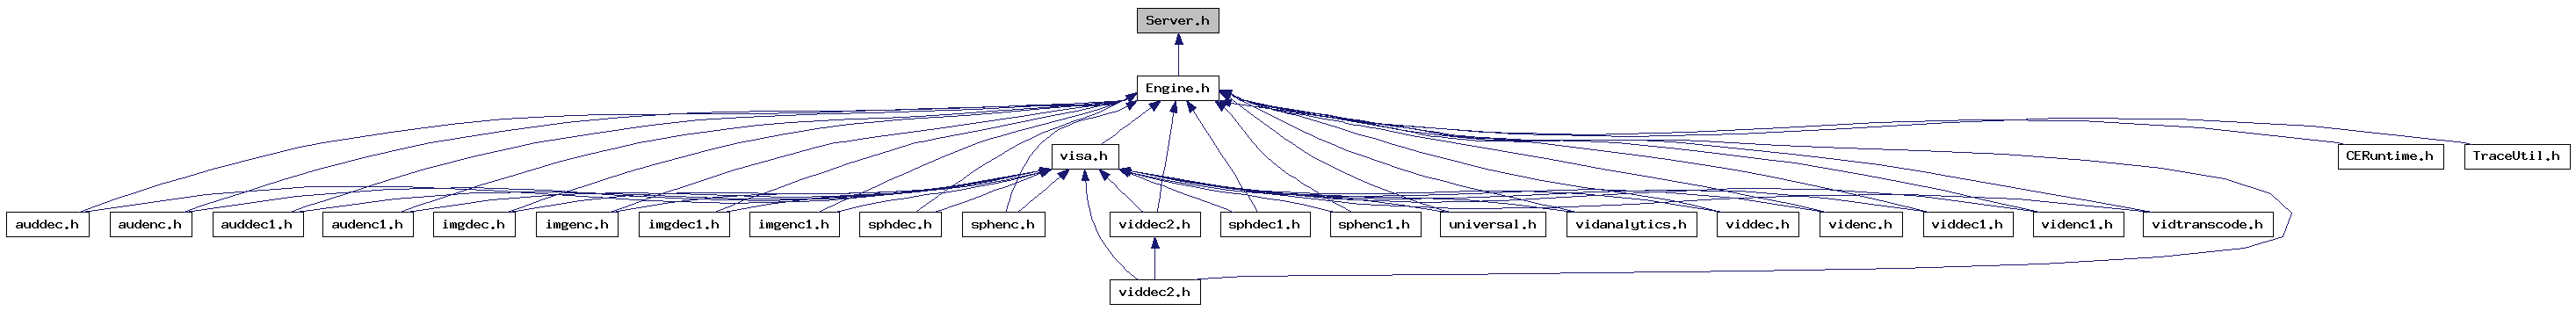 Server.h
Engine.h
visa.h
CERuntime.h
TraceUtil.h
auddec.h
audenc.h
auddec1.h
audenc1.h
imgdec.h
imgenc.h
imgdec1.h
imgenc1.h
sphdec.h
sphenc.h
viddec2.h
sphdec1.h
sphenc1.h
universal.h
vidanalytics.h
viddec.h
videnc.h
viddec1.h
videnc1.h
vidtranscode.h
viddec2.h